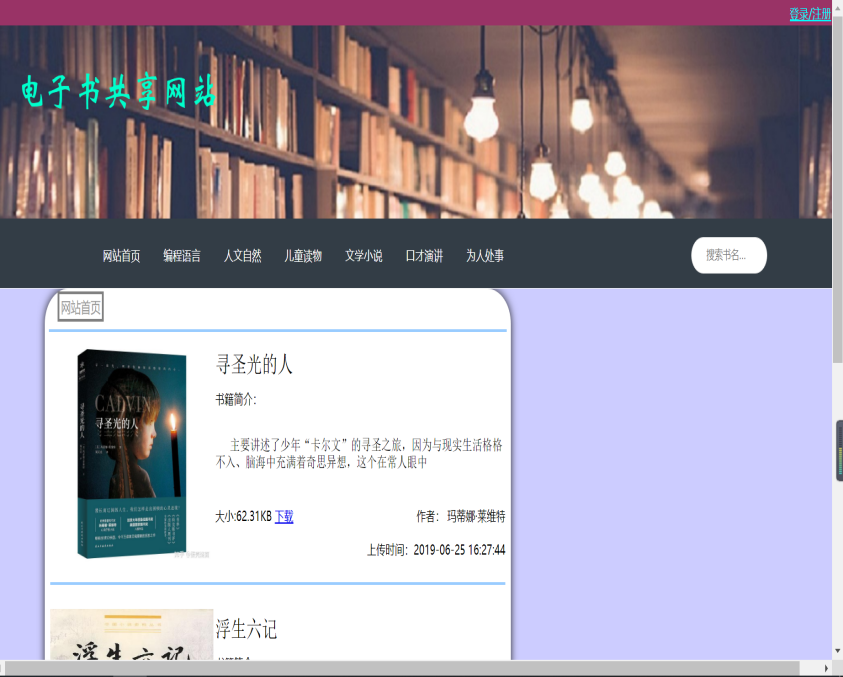 登录/注册
电子书共享网站
网站首页 编程语言 人文自然 儿童读物 文学小说 口才演讲 为人处事
搜索书名...
网站首页
寻圣光的人
书籍简介:
CALVIN
寻圣光的人
主要讲述了少年“卡尔文”的寻圣之旅，因为与现实生活格格
不入、脑海中充满着奇思异想，这个在常人眼中
大小:62.31KB 下载 作者： 玛蒂娜·莱维特
上传时间：2019-06-25 16:27:44
浮生六记
浮生六记